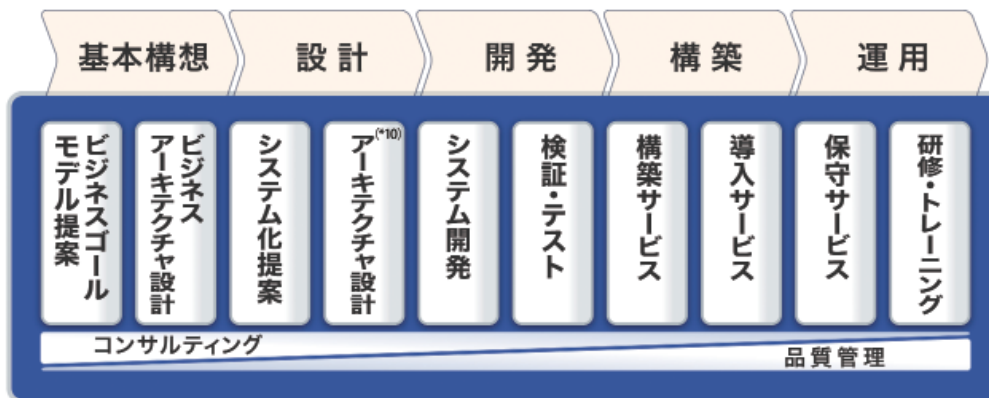 基本構想
設計
開発
構築
運用
ビジネスゴール
モデル提案
ビジネス
アーキテクチャ設計
システム化提案
アーキテクチャ設計(*10)
システム開発
検証・テスト
構築サービス
導入サービス
保守サービス
研修・トレーニング
コンサルティング
品質管理